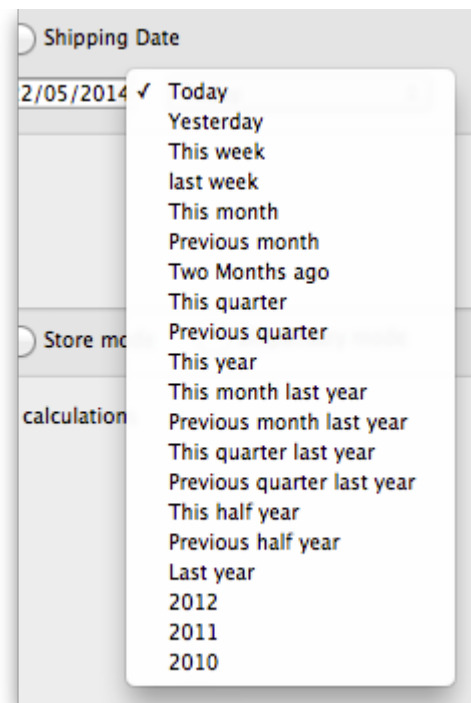 Shipping Date
2/05/2014 ✓ Today
Yesterday
This week
last week
This month
Previous month
Two Months ago
This quarter
Previous quarter
Store mo
This year
This month last year
calculation
Previous month last year
This quarter last year
Previous quarter last year
This half year
Previous half year
Last year
2012
2011
2010